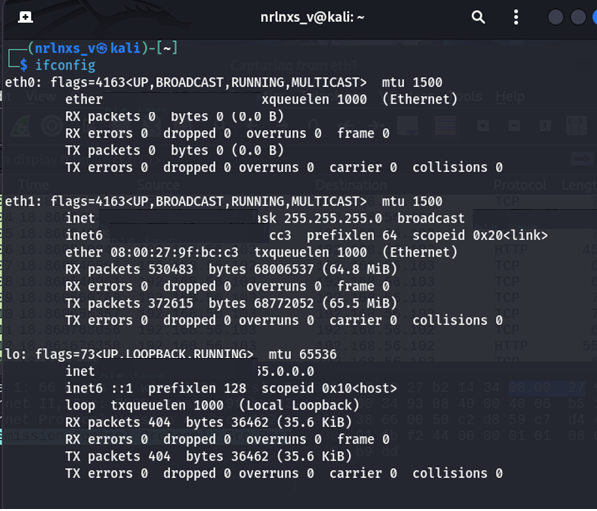 nrlnxs_v@kali: ~
(nrlnxs_v㉿kali)-[~]
$ ifconfig
eth0: flags=4163<UP,BROADCAST,RUNNING,MULTICAST> mtu 1500
ether xqueuelen 1000 (Ethernet)
RX packets 0 bytes 0 (0.0 B)
RX errors 0 dropped 0 overruns 0 frame 0
TX packets 0 bytes 0 (0.0 B)
TX errors 0 dropped 0 overruns 0 carrier 0 collisions 0
eth1: flags=4163<UP,BROADCAST,RUNNING,MULTICAST> mtu 1500
inet ask 255.255.255.0 broadcast
inet6 cc3 prefixlen 64 scopeid 0x20<link>
ether 08:00:27:9f:bc:c3 txqueuelen 1000 (Ethernet)
RX packets 530483 bytes 68006537 (64.8 MiB)
RX errors 0 dropped 0 overruns 0 frame 0
TX packets 372615 bytes 68772052 (65.5 MiB)
TX errors 0 dropped 0 overruns 0 carrier 0 collisions 0
lo: flags=73<UP,LOOPBACK,RUNNING> mtu 65536
inet 55.0.0.0
inet6 ::1 prefixlen 128 scopeid 0x10<host>
loop txqueuelen 1000 (Local Loopback)
RX packets 404 bytes 36462 (35.6 KiB)
RX errors 0 dropped 0 overruns 0 frame 0
TX packets 404 bytes 36462 (35.6 KiB)
TX errors 0 dropped 0 overruns 0 carrier 0 collisions 0